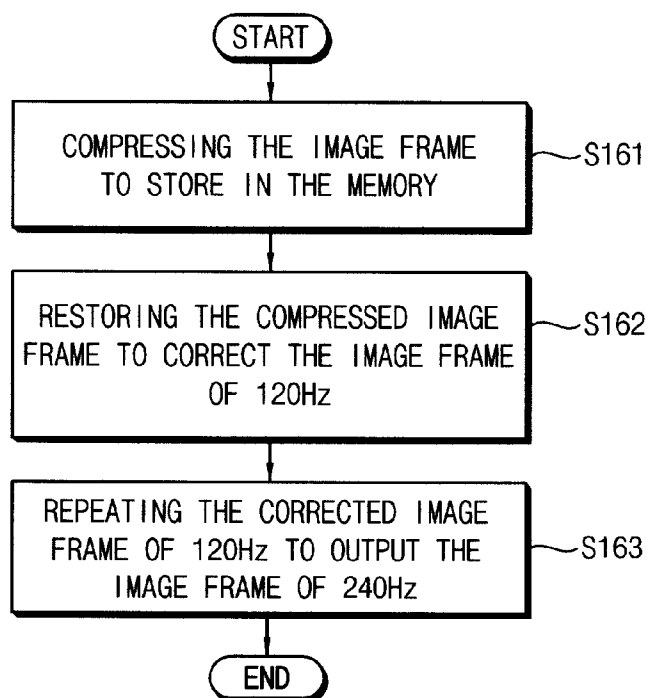 START
COMPRESSING THE IMAGE FRAME
TO STORE IN THE MEMORY
S161
RESTORING THE COMPRESSED IMAGE
FRAME TO CORRECT THE IMAGE FRAME
OF 120Hz
S162
REPEATING THE CORRECTED IMAGE
FRAME OF 120Hz TO OUTPUT THE
IMAGE FRAME OF 240Hz
S163
END